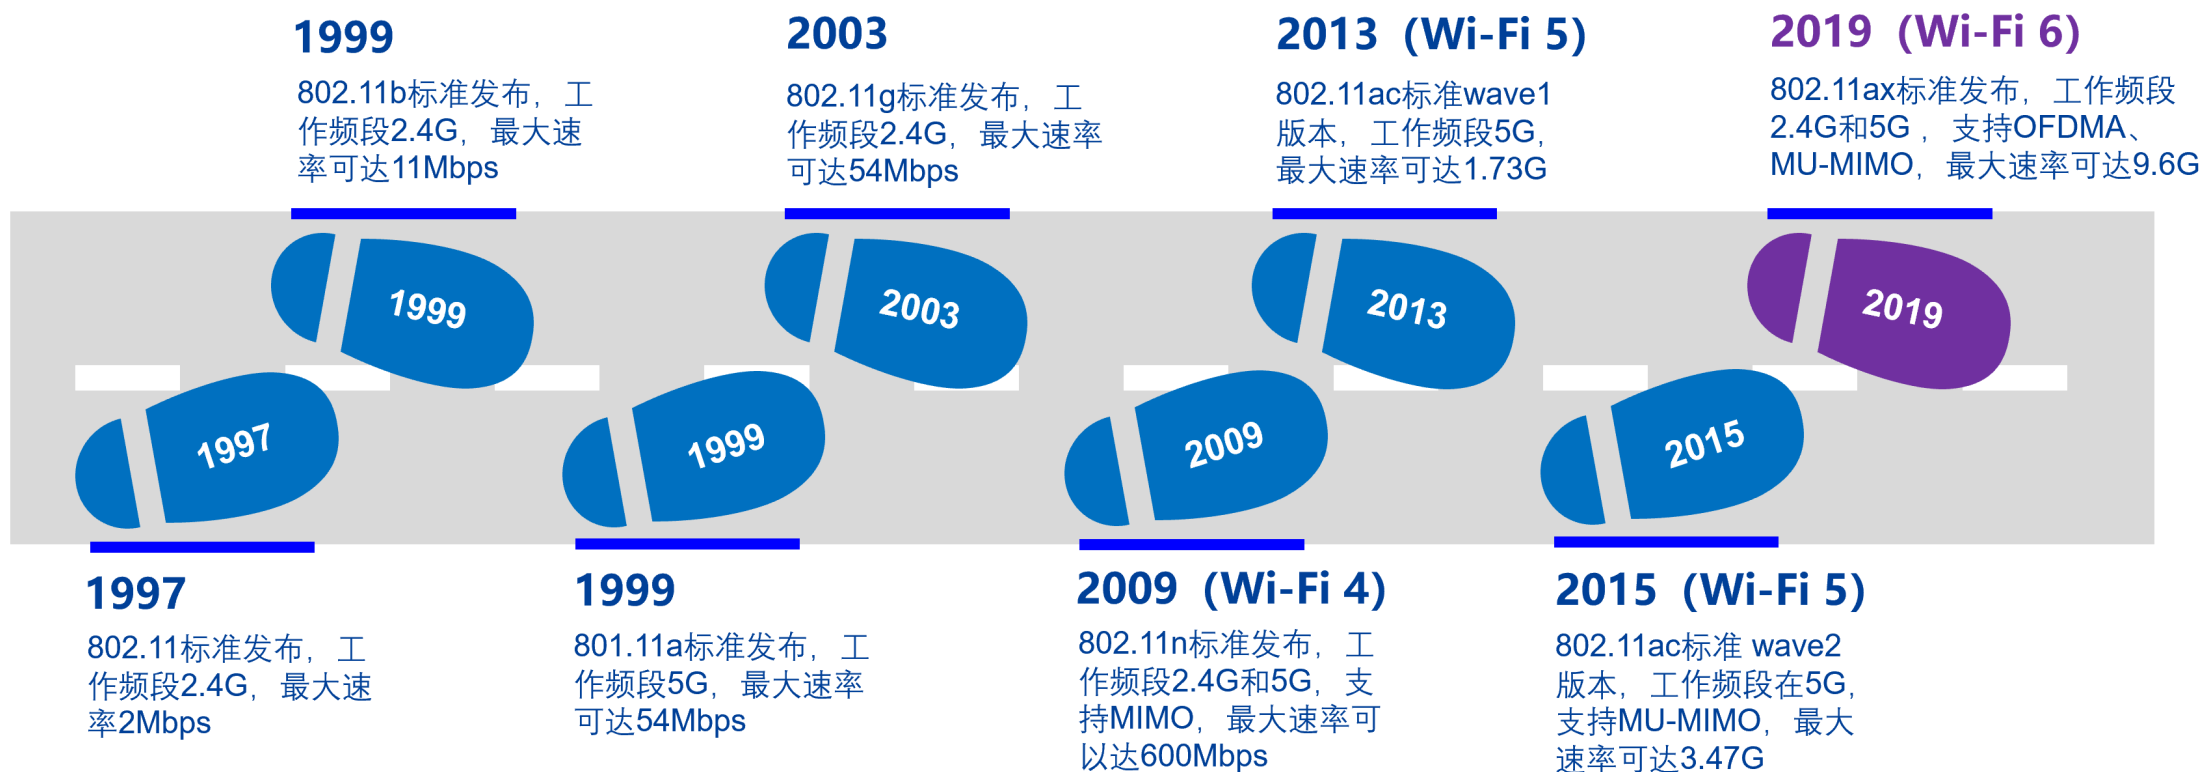 1999
802.11b标准发布，工
作频段2.4G，最大速
率可达11Mbps
2003
802.11g标准发布，工
作频段2.4G，最大速率
可达54Mbps
2013（Wi-Fi 5）
802.11ac标准wave1
版本，工作频段5G，
最大速率可达1.73G
2019（Wi-Fi 6）
802.11ax标准发布，工作频段
2.4G和5G ，支持OFDMA、
MU-MIMO，最大速率可达9.6G
1999
2003
2013
2019
1997
1999
2009
2015
1997
802.11标准发布，工
作频段2.4G，最大速
率2Mbps
1999
801.11a标准发布，工
作频段5G，最大速率
可达54Mbps
2009（Wi-Fi 4）
802.11n标准发布，工
作频段2.4G和5G，支
持MIMO，最大速率可
以达600Mbps
2015（Wi-Fi 5）
802.11ac标准 wave2
版本，工作频段在5G，
支持MU-MIMO，最大
速率可达3.47G